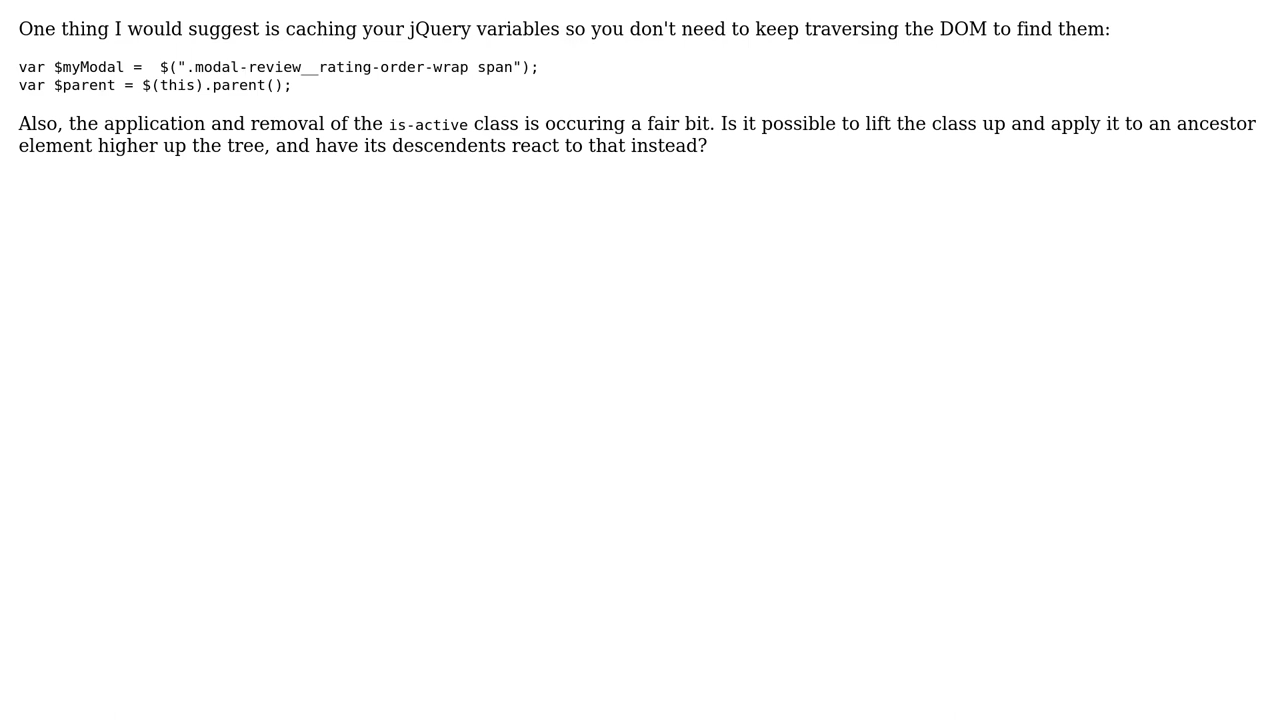 One thing I would suggest is caching your jQuery variables so you don't need to keep traversing the DOM to find them:
var $myModal =  $(".modal-review__rating-order-wrap span");
var $parent = $(this).parent();
Also, the application and removal of the is-active class is occuring a fair bit. Is it possible to lift the class up and apply it to an ancestor
element higher up the tree, and have its descendents react to that instead?